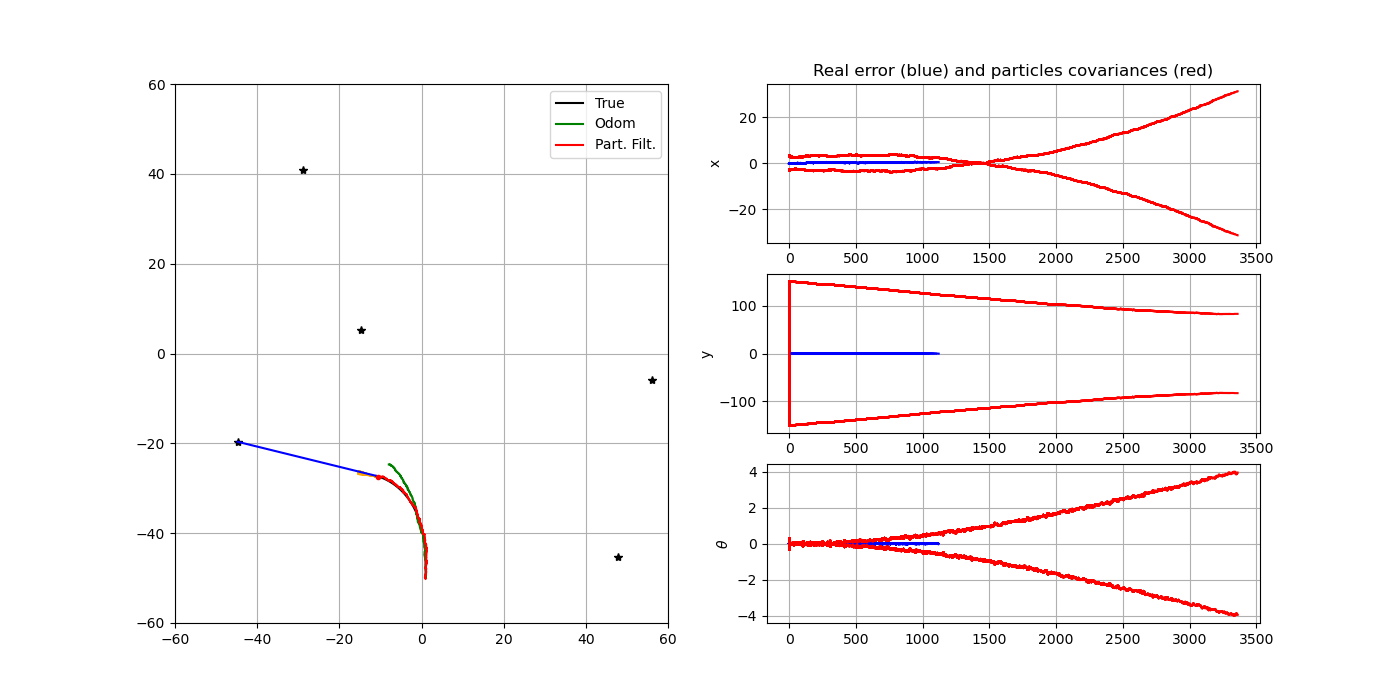 60
40
20
0
−20
−40
−60
−60 −40 −20 0 20 40 60
True
Odom
Part. Filt.
Real error (blue) and particles covariances (red)
x
20
0
−20
0 500 1000 1500 2000 2500 3000 3500
y
100
0
−100
0 500 1000 1500 2000 2500 3000 3500
θ
4
2
0
−2
−4
0 500 1000 1500 2000 2500 3000 3500